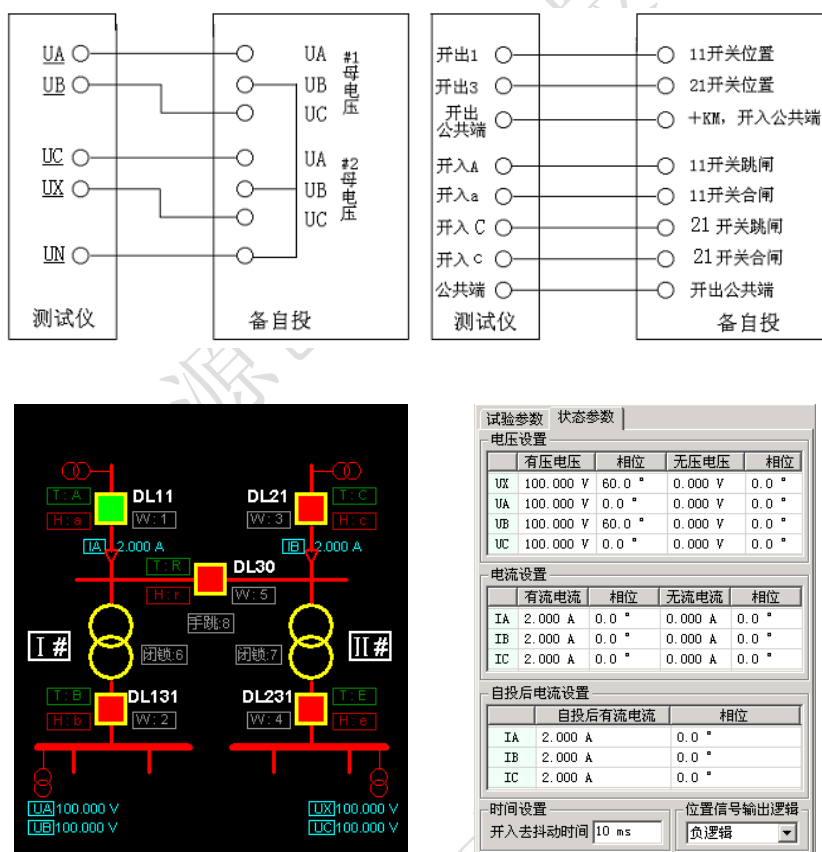 UA
UB
UC
UX
UN
测试仪
UA
UB
UC
#1
母
电
压
UA
UB
UC
#2
母
电
压
备自投
开出1
开出3
开出
公共端
开入A
开入a
开入C
开入c
公共端
测试仪
11开关位置
21开关位置
+KM，开入公共端
11开关跳闸
11开关合闸
21开关跳闸
21开关合闸
开出公共端
备自投
T:A
DL11
DL21
T:C
H:a
W:1
W:3
H:c
IA 2.000 A
IB 2.000 A
T:R
DL30
H:r
W:5
手跳:8
I#
闭锁:6
闭锁:7
II#
T:B
DL131
DL231
T:E
H:b
W:2
W:4
H:e
UA 100.000 V
UX 100.000 V
UB 100.000 V
UC 100.000 V
试验参数 状态参数
电压设置
有压电压 相位 无压电压 相位
UX 100.000 V 60.0 ° 0.000 V 0.0 °
UA 100.000 V 0.0 ° 0.000 V 0.0 °
UB 100.000 V 60.0 ° 0.000 V 0.0 °
UC 100.000 V 0.0 ° 0.000 V 0.0 °
电流设置
有流电流 相位 无流电流 相位
IA 2.000 A 0.0 ° 0.000 A 0.0 °
IB 2.000 A 0.0 ° 0.000 A 0.0 °
IC 2.000 A 0.0 ° 0.000 A 0.0 °
自投后电流设置
自投后有流电流 相位
IA 2.000 A 0.0 °
IB 2.000 A 0.0 °
IC 2.000 A 0.0 °
时间设置
开入去抖动时间 10 ms
位置信号输出逻辑
负逻辑